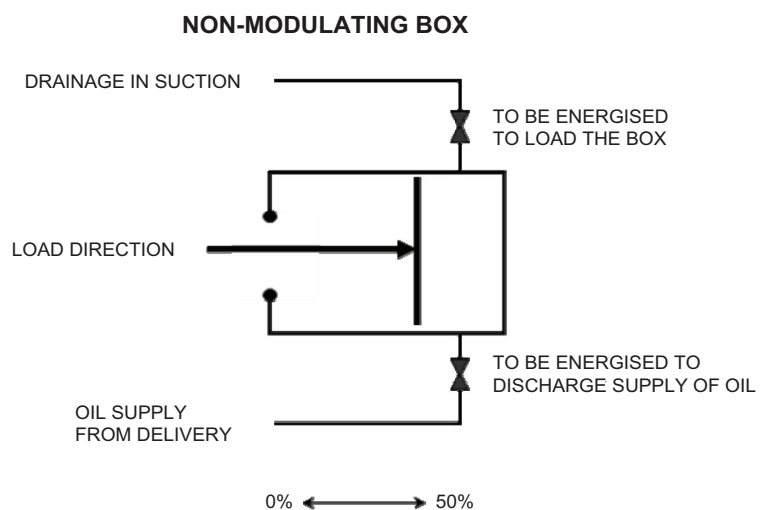 NON-MODULATING BOX
DRAINAGE IN SUCTION
TO BE ENERGISED
TO LOAD THE BOX
LOAD DIRECTION
TO BE ENERGISED TO
DISCHARGE SUPPLY OF OIL
OIL SUPPLY
FROM DELIVERY
0% 50%